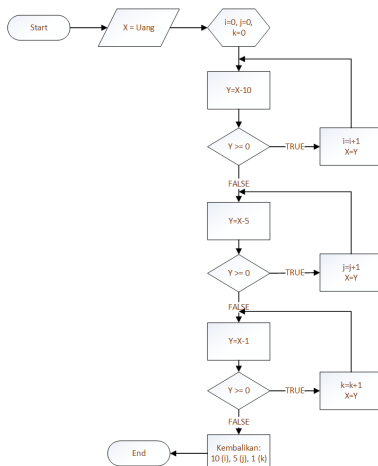 Start
X = Uang
i=0, j=0,
k=0
Y=X-10
Y >= 0
TRUE
i=i+1
X=Y
FALSE
Y=X-5
Y >= 0
TRUE
j=j+1
X=Y
FALSE
Y=X-1
Y >= 0
TRUE
k=k+1
X=Y
FALSE
Kembalikan:
10 (i), 5 (j), 1 (k)
End